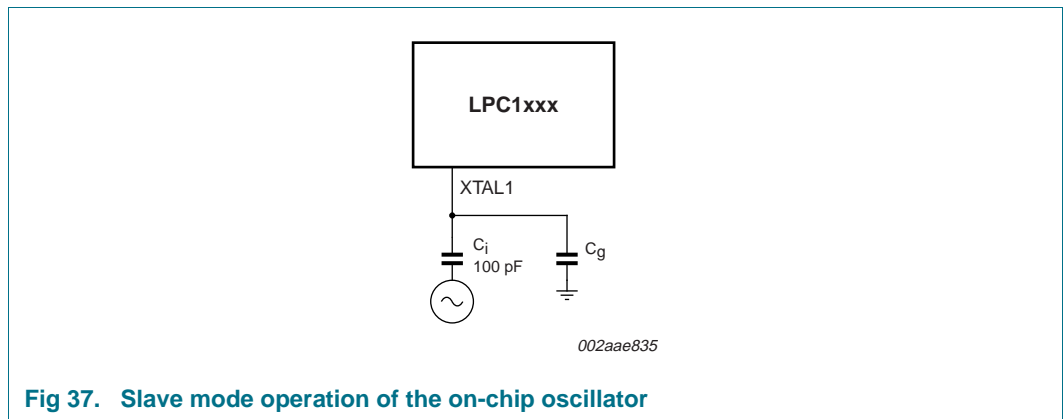 LPC1xxx
XTAL1
Ci
100 pF
Cg
002aae835
Fig 37. Slave mode operation of the on-chip oscillator